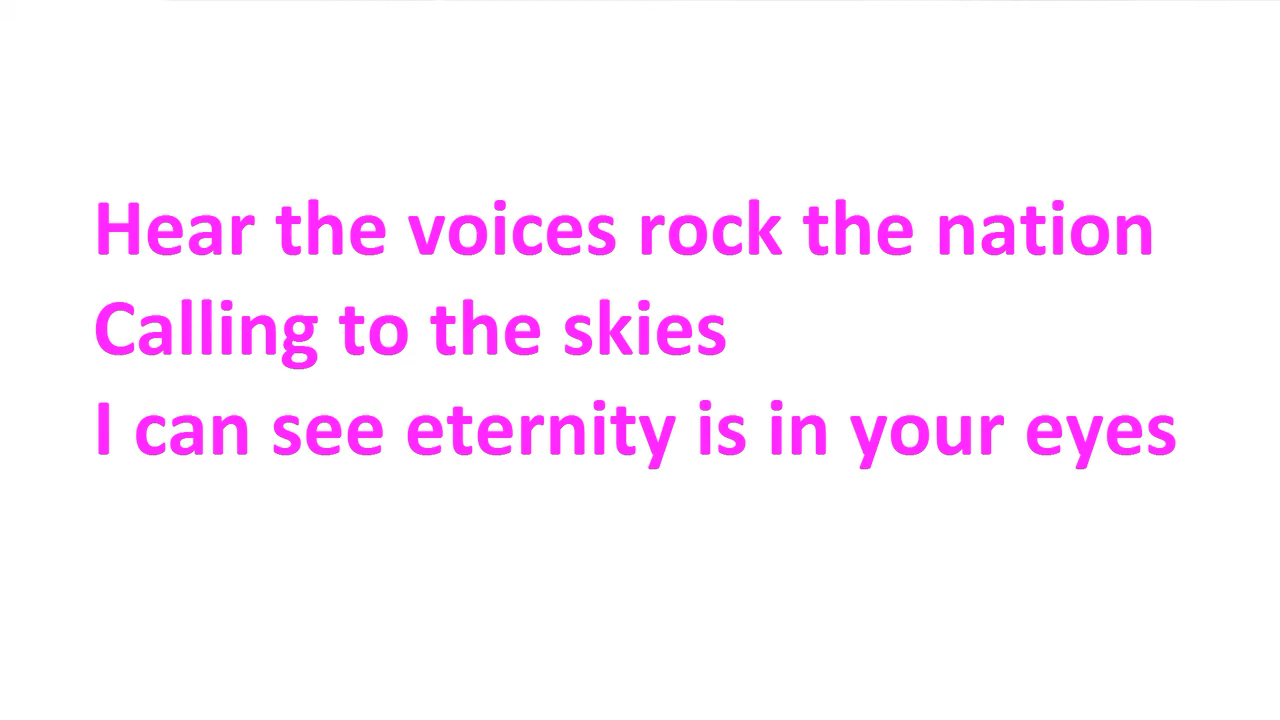 Hear the voices rock the nation
Calling to the skies
I can see eternity is in your eyes